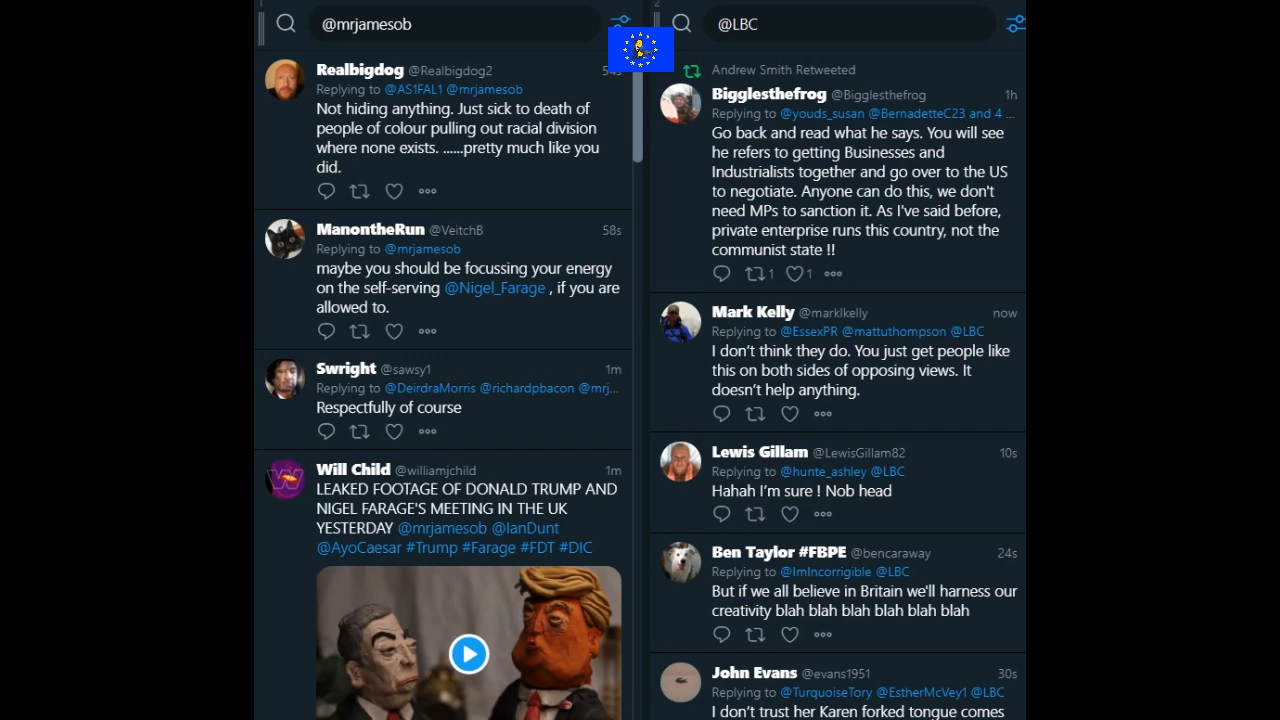 1
@mrjamesob
Realbigdog @Realbigdog2 54s
Replying to @AS1FAL1 @mrjamesob
Not hiding anything. Just sick to death of
people of colour pulling out racial division
where none exists. ......pretty much like you
did.
ManontheRun @VeitchB 58s
Replying to @mrjamesob
maybe you should be focussing your energy
on the self-serving @Nigel_Farage , if you are
allowed to.
Swright @sawsy1 1m
Replying to @DeirdraMorris @richardpbacon @mrj...
Respectfully of course
Will Child @williamjchild 1m
LEAKED FOOTAGE OF DONALD TRUMP AND
NIGEL FARAGE'S MEETING IN THE UK
YESTERDAY @mrjamesob @IanDunt
@AyoCaesar #Trump #Farage #FDT #DIC
2
@LBC
Andrew Smith Retweeted
Bigglesthefrog @Bigglesthefrog 1h
Replying to @youds_susan @BernadetteC23 and 4 ...
Go back and read what he says. You will see
he refers to getting Businesses and
Industrialists together and go over to the US
to negotiate. Anyone can do this, we don't
need MPs to sanction it. As I've said before,
private enterprise runs this country, not the
communist state !!
1 1
Mark Kelly @marklkelly now
Replying to @EssexPR @mattuthompson @LBC
I don't think they do. You just get people like
this on both sides of opposing views. It
doesn't help anything.
Lewis Gillam @LewisGillam82 10s
Replying to @hunte_ashley @LBC
Hahah I'm sure ! Nob head
Ben Taylor #FBPE @bencaraway 24s
Replying to @ImIncorrigible @LBC
But if we all believe in Britain we'll harness our
creativity blah blah blah blah blah blah
John Evans @evans1951 30s
Replying to @TurquoiseTory @EstherMcVey1 @LBC
I don't trust her Karen forked tongue comes